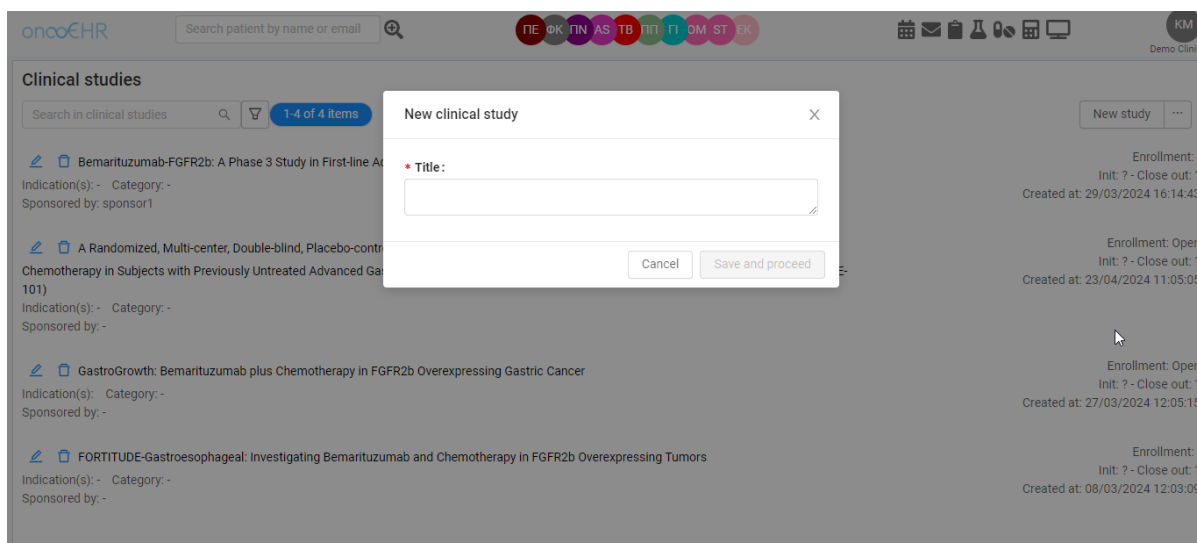 oncoEHR Search patient by name or email ΠΕ ΦΚ ΠΝ AS TB ΠΠ ΓΙ DM ST EK KM
Demo Clini
Clinical studies
Search in clinical studies 1-4 of 4 items New clinical study New study
Bemarituzumab-FGFR2b: A Phase 3 Study in First-line Ad Enrollment:
* Title:
Indication(s): - Category: - Init: ? - Close out:
Sponsored by: sponsor1 Created at: 29/03/2024 16:14:43
A Randomized, Multi-center, Double-blind, Placebo-contr Enrollment: Open
Cancel Save and proceed
Chemotherapy in Subjects with Previously Untreated Advanced Gas E- Init: ? - Close out:
101) Created at: 23/04/2024 11:05:05
Indication(s): - Category: -
Sponsored by: -
GastroGrowth: Bemarituzumab plus Chemotherapy in FGFR2b Overexpressing Gastric Cancer Enrollment: Open
Indication(s): Category: - Init: ? - Close out:
Sponsored by: - Created at: 27/03/2024 12:05:15
FORTITUDE-Gastroesophageal: Investigating Bemarituzumab and Chemotherapy in FGFR2b Overexpressing Tumors Enrollment:
Indication(s): - Category: - Init: ? - Close out:
Sponsored by: - Created at: 08/03/2024 12:03:09